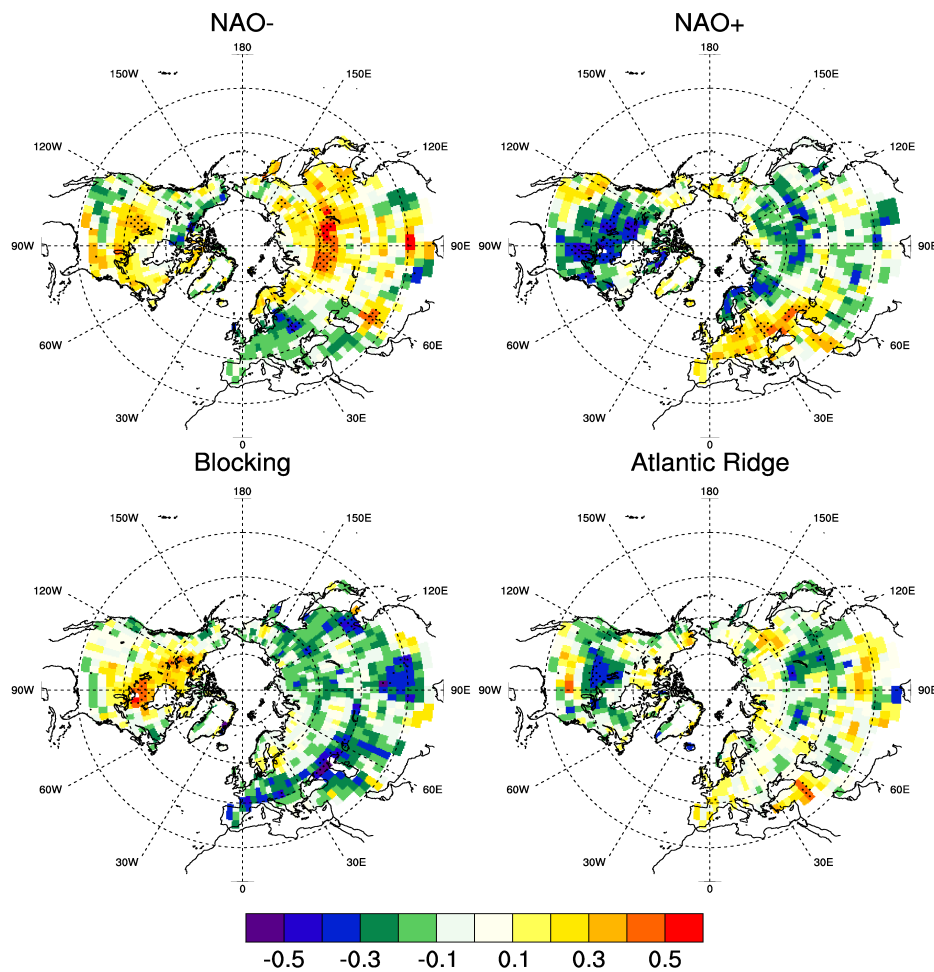 NAO- NAO+
180 180
150W 150E 150W 150E
120W 120E 120W 120E
90W 90E 90W 90E
60W 60E 60W 60E
30W 30E 30W 30E
0 0
Blocking Atlantic Ridge
180 180
150W 150E 150W 150E
120W 120E 120W 120E
90W 90E 90W 90E
60W 60E 60W 60E
30W 30E 30W 30E
0 0
-0.5 -0.3 -0.1 0.1 0.3 0.5